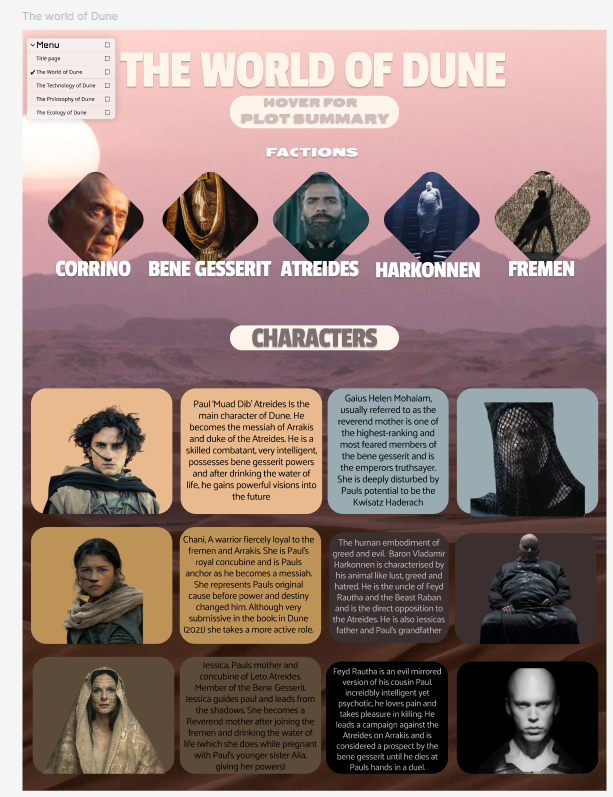 The world of Dune
Menu
Title page
The World of Dune
The Technology of Dune
The Philosophy of Dune
The Ecology of Dune
THE WORLD OF DUNE
HOVER FOR
PLOT SUMMARY
FACTIONS
CORRINO
BENE GESSERIT
ATREIDES
HARKONNEN
FREMEN
CHARACTERS
Paul 'Muad Dib' Atreides Is the
main character of Dune. He
becomes the messiah of Arrakis
and duke of the Atreides. He is a
skilled combatant, very intelligent,
possesses bene gesserit powers
and after drinking the water of
life, he gains powerful visions into
the future
Gaius Helen Mohaiam,
usually referred to as the
reverend mother is one of
the highest-ranking and
most feared members of
the bene gesserit and is
the emperors truthsayer.
She is deeply disturbed by
Pauls potential to be the
Kwisatz Haderach
Chani, A warrior fiercely loyal to the
fremen and Arrakis. She is Paul's
royal concubine and is Pauls
anchor as he becomes a messiah.
She represents Pauls original
cause before power and destiny
changed him. Although very
submissive in the book; in Dune
(2021) she takes a more active role.
The human embodiment of
greed and evil. Baron Vladamir
Harkonnen is characterised by
his animal like lust, greed and
hatred. He is the uncle of Feyd
Rautha and the Beast Raban
and is the direct opposition to
the Atreides. He is also Jessicas
father and Paul's grandfather
Jessica, Pauls mother and
concubine of Leto Atreides.
Member of the Bene Gesserit.
Jessica guides paul and leads from
the shadows. She becomes a
Reverend mother after joining the
fremen and drinking the water of
life (which she does while pregnant
with Paul's younger sister Alia,
giving her powers)
Feyd Rautha is an evil mirrored
version of his cousin Paul.
increidbly intelligent yet
psychotic, he loves pain and
takes pleasure in killing. He
leads a campaign against the
Atreides on Arrakis and is
considered a prospect by the
bene gesserit until he dies at
Pauls hands in a duel.